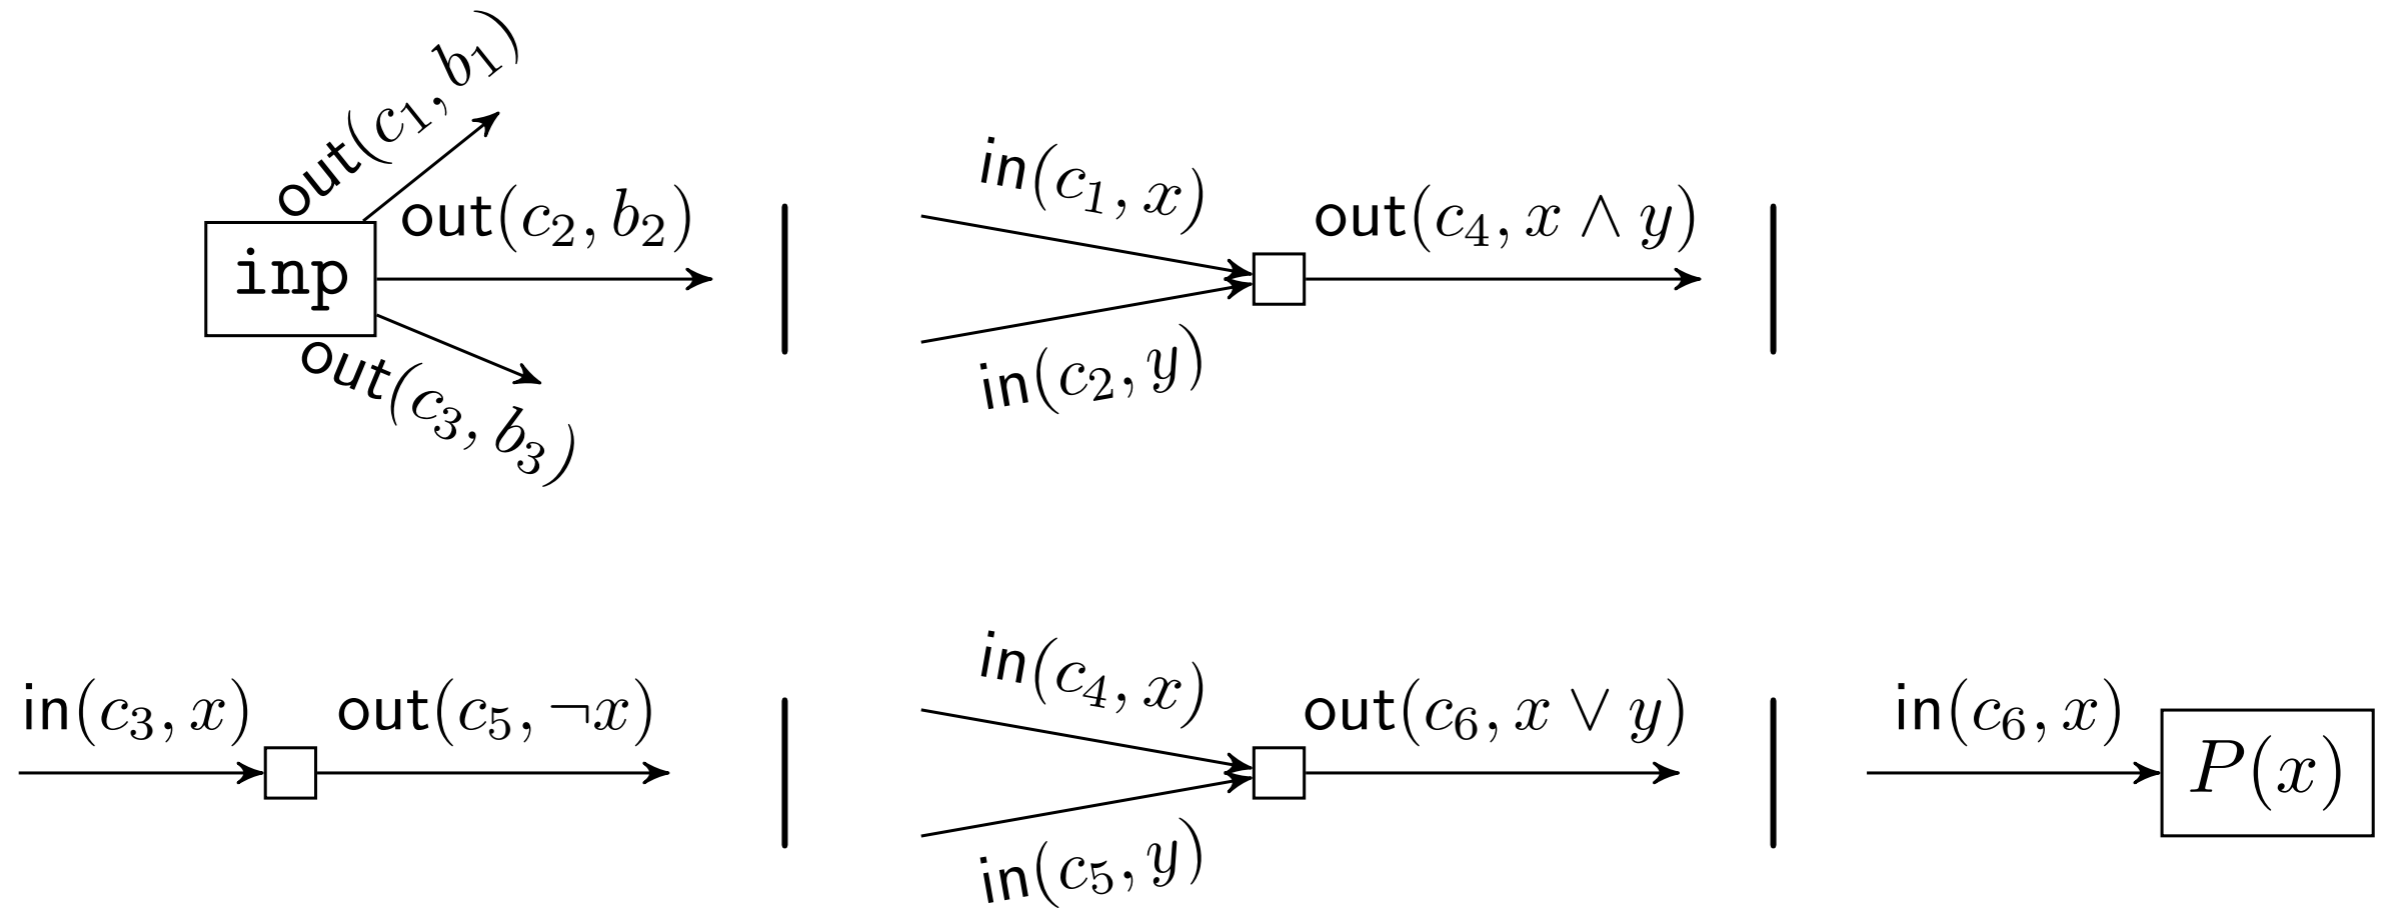 out(c₁, b₁)
inp
out(c₂, b₂)
out(c₃, b₃)
in(c₁, x)
in(c₂, y)
out(c₄, x ∧ y)
in(c₃, x)
out(c₅, ¬x)
in(c₄, x)
in(c₅, y)
out(c₆, x ∨ y)
in(c₆, x)
P(x)